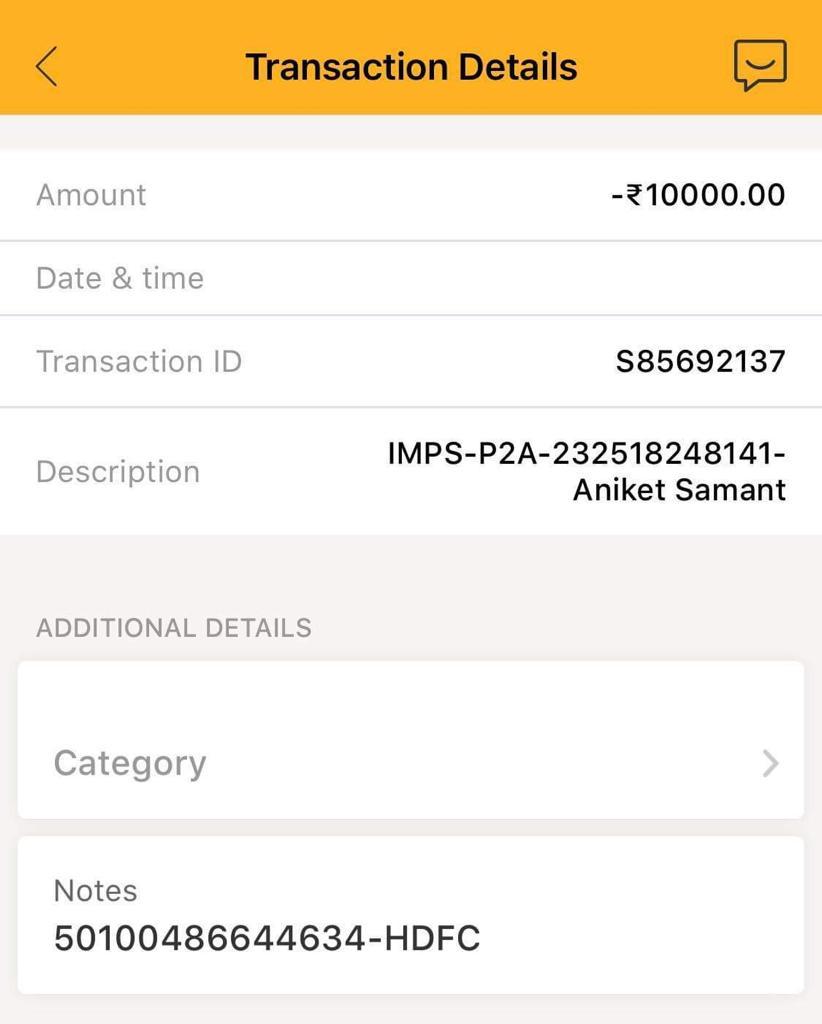 Transaction Details
Amount
-₹10000.00
Date & time
Transaction ID
S85692137
Description
IMPS-P2A-232518248141-
Aniket Samant
ADDITIONAL DETAILS
Category
Notes
50100486644634-HDFC